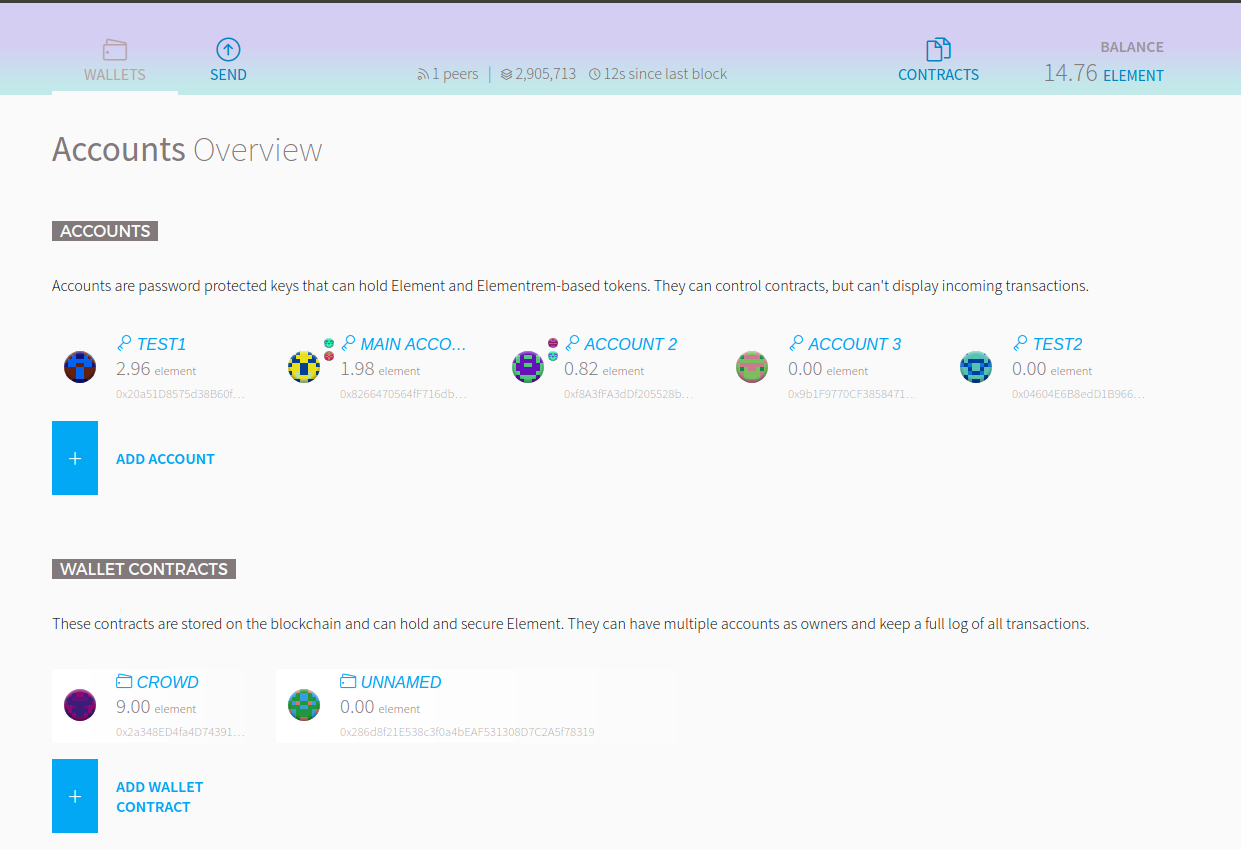 WALLETS
SEND
1 peers | 2,905,713 12s since last block
CONTRACTS
BALANCE
14.76 ELEMENT
Accounts Overview
ACCOUNTS
Accounts are password protected keys that can hold Element and Elementrem-based tokens. They can control contracts, but can't display incoming transactions.
TEST1
2.96 element
0x20a51D8575d38B60f...
MAIN ACCO...
1.98 element
0x8266470564fF716db...
ACCOUNT 2
0.82 element
0xf8A3fFA3dDf205528b...
ACCOUNT 3
0.00 element
0x9b1F9770CF3858471...
TEST2
0.00 element
0x04604E6B8edD1B966...
+ ADD ACCOUNT
WALLET CONTRACTS
These contracts are stored on the blockchain and can hold and secure Element. They can have multiple accounts as owners and keep a full log of all transactions.
CROWD
9.00 element
0x2a348ED4fa4D74391...
UNNAMED
0.00 element
0x286d8f21E538c3f0a4bEAF531308D7C2A5f78319
+ ADD WALLET
CONTRACT